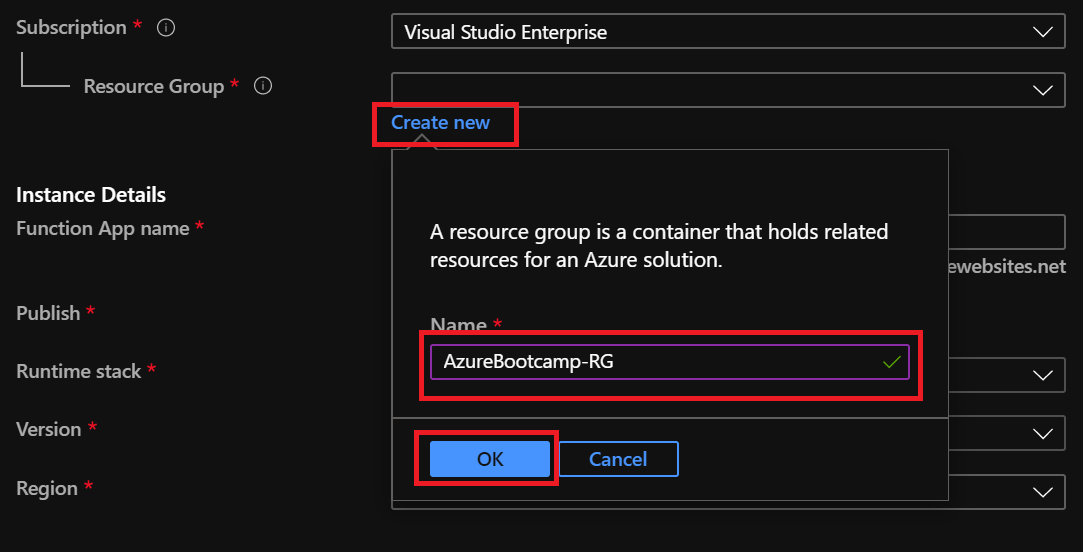 Subscription *
Visual Studio Enterprise
Resource Group *
Create new
A resource group is a container that holds related
resources for an Azure solution.
Name *
AzureBootcamp-RG
OK
Cancel
Instance Details
Function App name *
ewebsites.net
Publish *
Runtime stack *
Version *
Region *